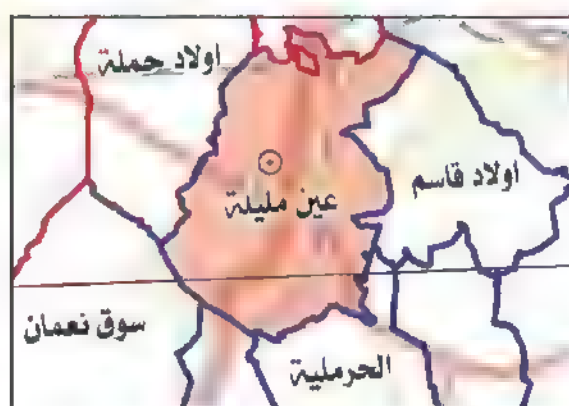 اولاد حملة
اولاد قاسم
عين مليلة
سوق نعمان
الحرملية